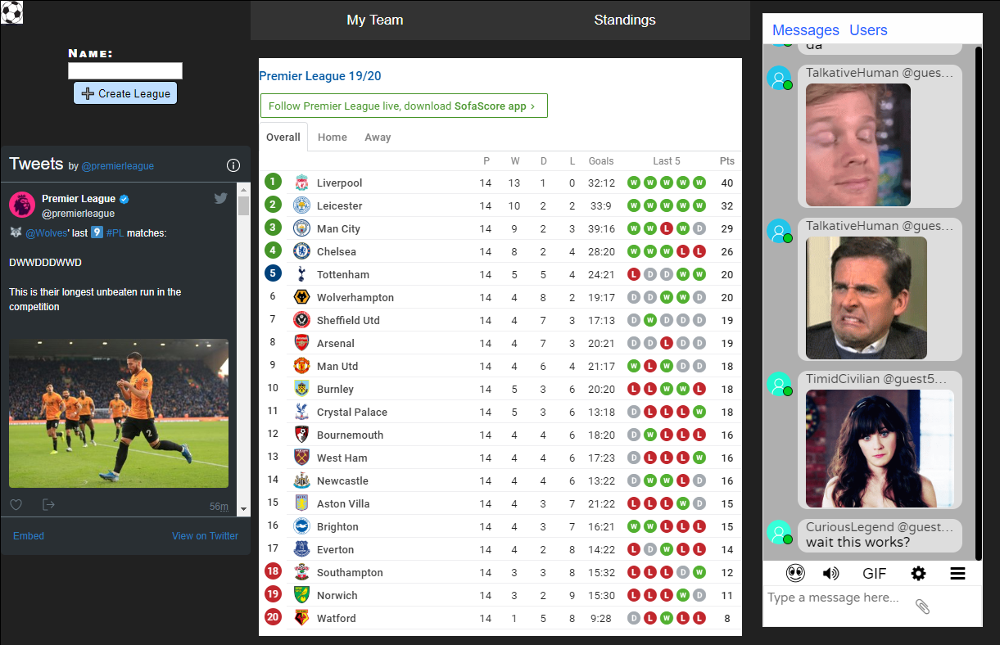 My Team
Standings
NAME:
Create League
Tweets by @premierleague
Premier League
@premierleague
@Wolves' last 9 #PL matches:
DWWDDDWWD
This is their longest unbeaten run in the
competition
2
56m
Embed
View on Twitter
Premier League 19/20
Follow Premier League live, download SofaScore app ›
Overall Home Away
P W D L Goals Last 5 Pts
1 Liverpool 14 13 1 0 32:12 W W W W W 40
2 Leicester 14 10 2 2 33:9 W W W W W 32
3 Man City 14 9 2 3 39:16 W W L W D 29
4 Chelsea 14 8 2 4 28:20 W W W L L 26
5 Tottenham 14 5 5 4 24:21 L D D W W 20
6 Wolverhampton 14 4 8 2 19:17 D D W W D 20
7 Sheffield Utd 14 4 7 3 17:13 D W D D D 19
8 Arsenal 14 4 7 3 20:21 D D L D D 19
9 Man Utd 14 4 6 4 21:17 W L W D D 18
10 Burnley 14 5 3 6 20:20 L L W W L 18
11 Crystal Palace 14 5 3 6 13:18 D L L L W 18
12 Bournemouth 14 4 4 6 18:20 D W L L L 16
13 West Ham 14 4 4 6 17:23 D L L L W 16
14 Newcastle 14 4 4 6 13:22 D W W L D 16
15 Aston Villa 14 4 3 7 21:22 L L L W D 15
16 Brighton 14 4 3 7 16:21 W W L L L 15
17 Everton 14 4 2 8 14:22 L D W L L 14
18 Southampton 14 3 3 8 15:32 L L L D W 12
19 Norwich 14 3 2 9 15:30 L L L W D 11
20 Watford 14 1 5 8 9:28 D L W L L 8
Messages Users
da
TalkativeHuman @gues...
TalkativeHuman @gues...
TimidCivilian @guest5...
CuriousLegend @guest...
wait this works?
GIF
Type a message here...